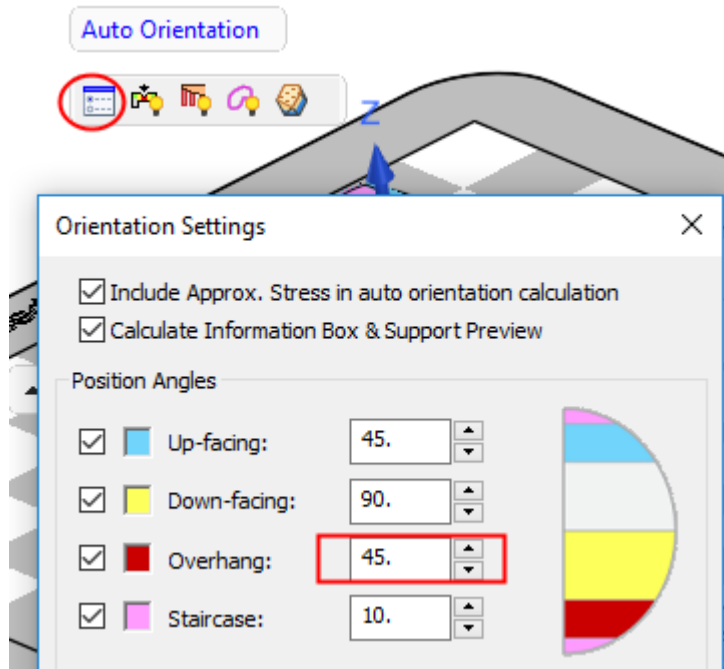 Auto Orientation
Z
Orientation Settings
Include Approx. Stress in auto orientation calculation
Calculate Information Box & Support Preview
Position Angles
Up-facing: 45.
Down-facing: 90.
Overhang: 45.
Staircase: 10.